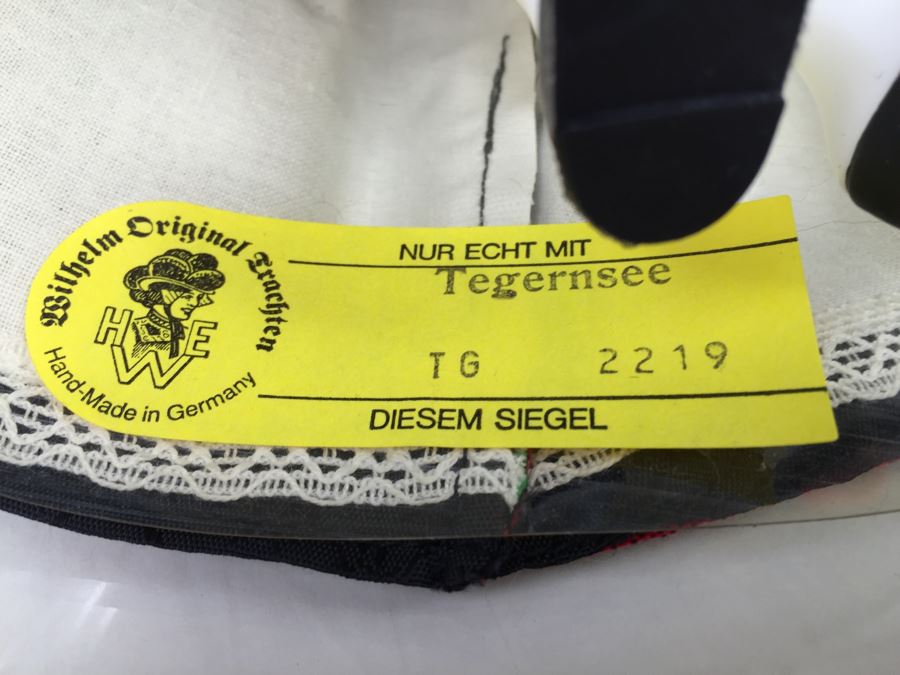 Wilhelm Original Trachten
HWE
Hand-Made in Germany
NUR ECHT MIT
Tegernsee
TG 2219
DIESEM SIEGEL